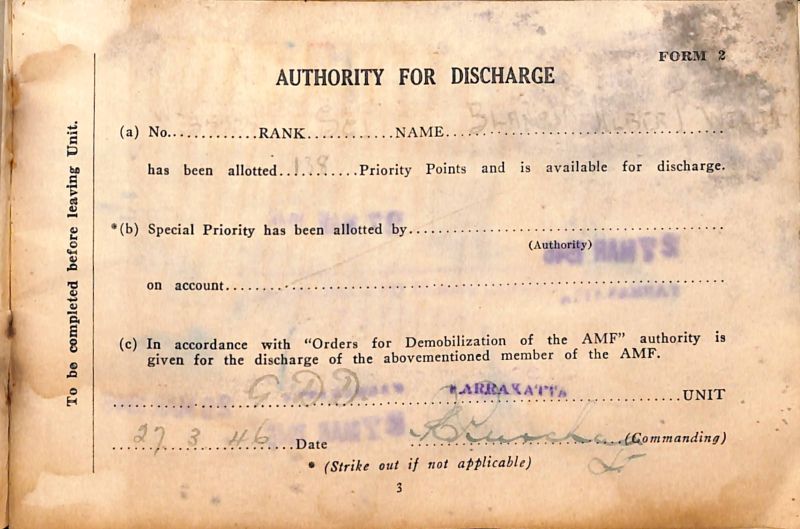 FORM 2
AUTHORITY FOR DISCHARGE
(a) No.............RANK............NAME.......................................
has been allotted..138......Priority Points and is available for discharge.
*(b) Special Priority has been allotted by............................................
(Authority)
on account.....................................................................
(c) In accordance with "Orders for Demobilization of the AMF" authority is
given for the discharge of the abovementioned member of the AMF.
GDD KARRAKATTA UNIT
27 3 46 Date (Commanding)
* (Strike out if not applicable)
3
To be completed before leaving Unit.